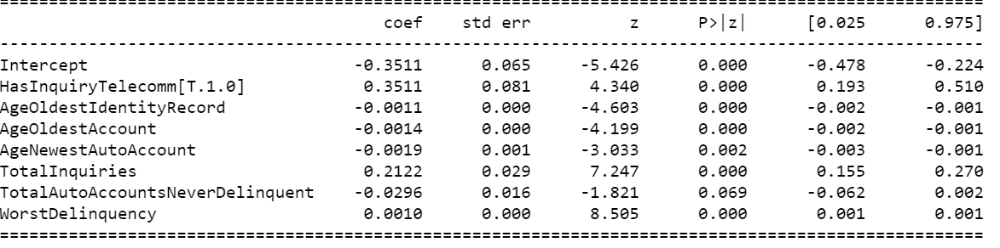 ==============================================================================================
coef std err z P>|z| [0.025 0.975]
----------------------------------------------------------------------------------------------
Intercept -0.3511 0.065 -5.426 0.000 -0.478 -0.224
HasInquiryTelecomm[T.1.0] 0.3511 0.081 4.340 0.000 0.193 0.510
AgeOldestIdentityRecord -0.0011 0.000 -4.603 0.000 -0.002 -0.001
AgeOldestAccount -0.0014 0.000 -4.199 0.000 -0.002 -0.001
AgeNewestAutoAccount -0.0019 0.001 -3.033 0.002 -0.003 -0.001
TotalInquiries 0.2122 0.029 7.247 0.000 0.155 0.270
TotalAutoAccountsNeverDelinquent -0.0296 0.016 -1.821 0.069 -0.062 0.002
WorstDelinquency 0.0010 0.000 8.505 0.000 0.001 0.001
==============================================================================================